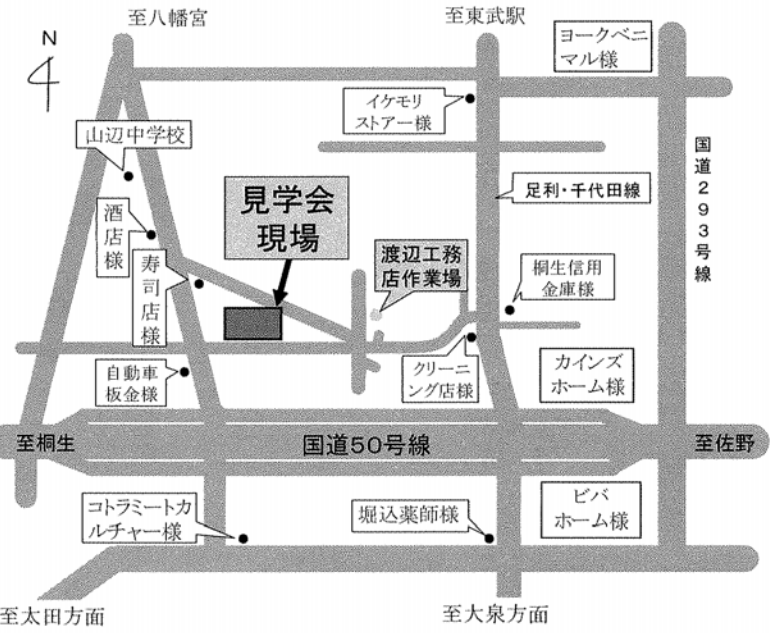 至八幡宮
至東武駅
N
ヨークベニ
マル様
イケモリ
ストアー様
山辺中学校
国道293号線
見学会
現場
足利・千代田線
酒店様
渡辺工務
店作業場
寿司店様
桐生信用
金庫様
自動車
板金様
クリーニ
ング店様
カインズ
ホーム様
至桐生
国道50号線
至佐野
コトラミートカ
ルチャー様
堀込薬師様
ビバ
ホーム様
至太田方面
至大泉方面